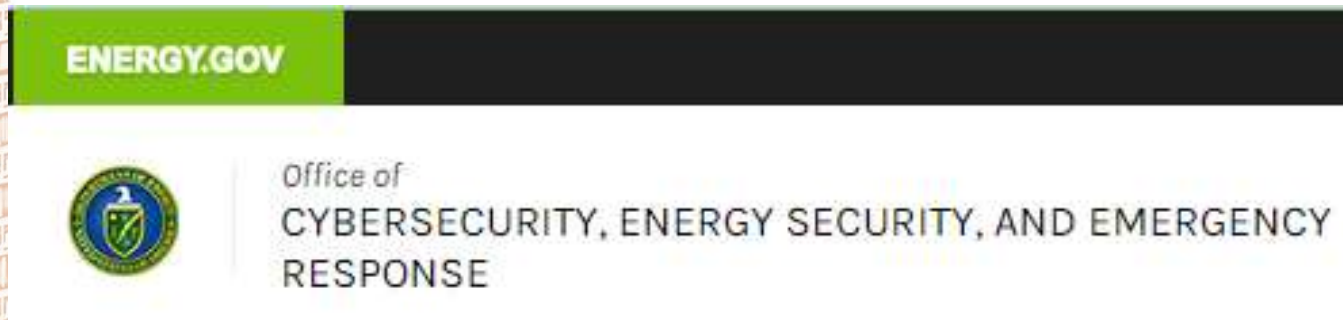 ENERGY.GOV
Office of
CYBERSECURITY, ENERGY SECURITY, AND EMERGENCY
RESPONSE